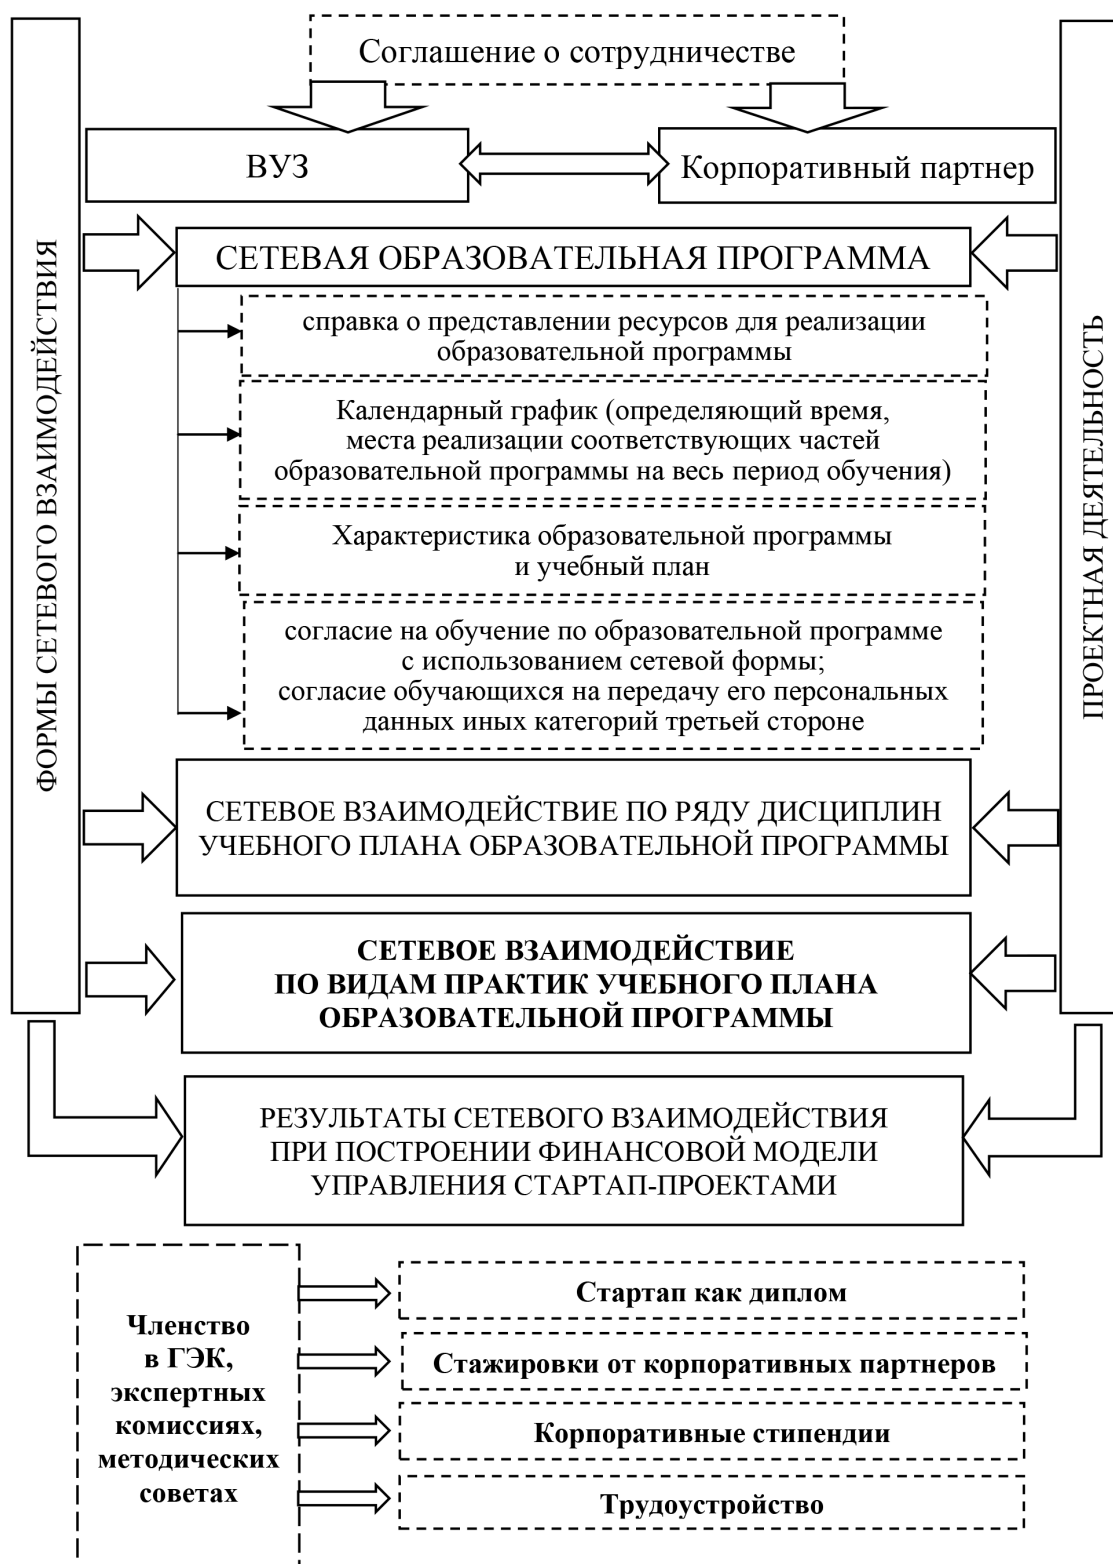 Соглашение о сотрудничестве
ВУЗ
Корпоративный партнер
ФОРМЫ СЕТЕВОГО ВЗАИМОДЕЙСТВИЯ
ПРОЕКТНАЯ ДЕЯТЕЛЬНОСТЬ
СЕТЕВАЯ ОБРАЗОВАТЕЛЬНАЯ ПРОГРАММА
справка о представлении ресурсов для реализации
образовательной программы
Календарный график (определяющий время,
места реализации соответствующих частей
образовательной программы на весь период обучения)
Характеристика образовательной программы
и учебный план
согласие на обучение по образовательной программе
с использованием сетевой формы;
согласие обучающихся на передачу его персональных
данных иных категорий третьей стороне
СЕТЕВОЕ ВЗАИМОДЕЙСТВИЕ ПО РЯДУ ДИСЦИПЛИН
УЧЕБНОГО ПЛАНА ОБРАЗОВАТЕЛЬНОЙ ПРОГРАММЫ
СЕТЕВОЕ ВЗАИМОДЕЙСТВИЕ
ПО ВИДАМ ПРАКТИК УЧЕБНОГО ПЛАНА
ОБРАЗОВАТЕЛЬНОЙ ПРОГРАММЫ
РЕЗУЛЬТАТЫ СЕТЕВОГО ВЗАИМОДЕЙСТВИЯ
ПРИ ПОСТРОЕНИИ ФИНАНСОВОЙ МОДЕЛИ
УПРАВЛЕНИЯ СТАРТАП-ПРОЕКТАМИ
Членство
в ГЭК,
экспертных
комиссиях,
методических
советах
Стартап как диплом
Стажировки от корпоративных партнеров
Корпоративные стипендии
Трудоустройство